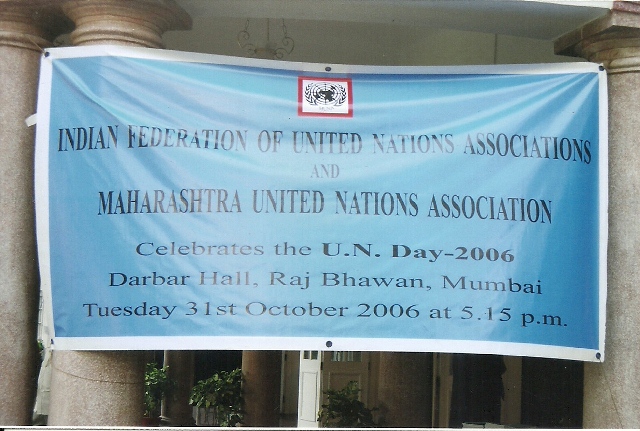 INDIAN FEDERATION OF UNITED NATIONS ASSOCIATIONS
AND
MAHARASHTRA UNITED NATIONS ASSOCIATION
Celebrates the U.N. Day-2006
Darbar Hall, Raj Bhawan, Mumbai
Tuesday 31st October 2006 at 5.15 p.m.